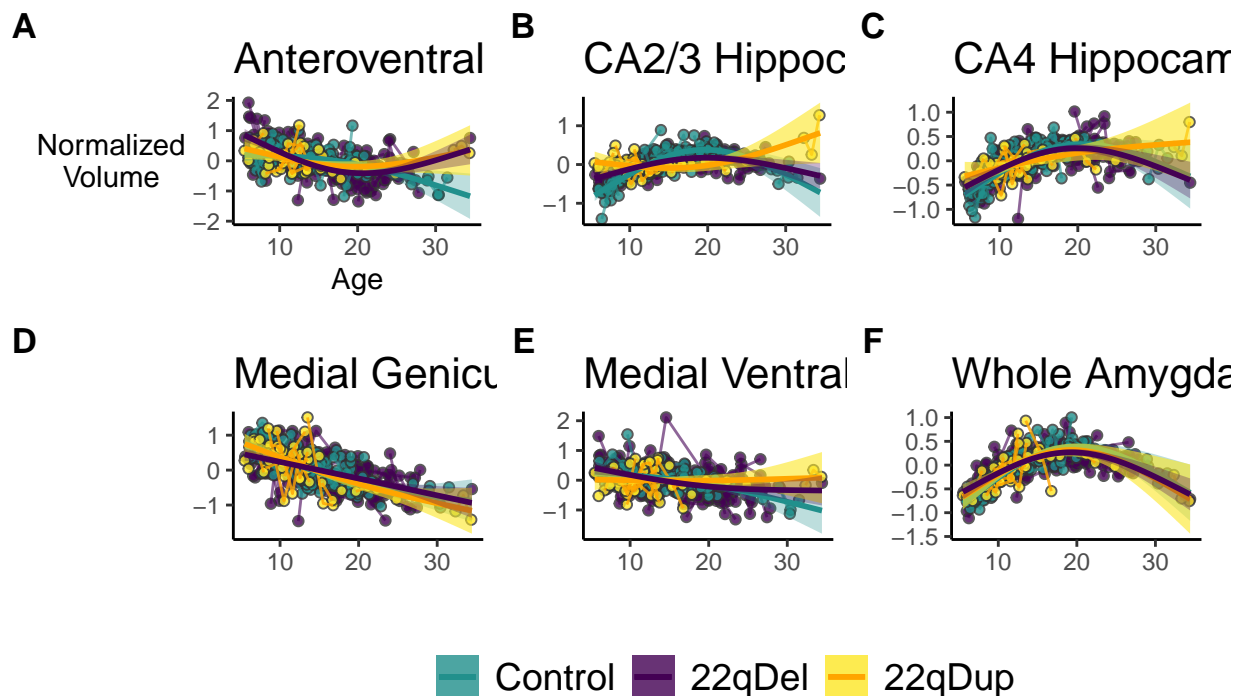 A
Anteroventral
2
1
0
−1
−2
10
20
30
Normalized
Volume
Age
B
CA2/3 Hippoc
1
0
−1
10
20
30
C
CA4 Hippocam
1.0
0.5
0.0
−0.5
−1.0
10
20
30
D
Medial Genicu
1
0
−1
10
20
30
E
Medial Ventral
2
1
0
−1
10
20
30
F
Whole Amygda
1.0
0.5
0.0
−0.5
−1.0
−1.5
10
20
30
Control
22qDel
22qDup